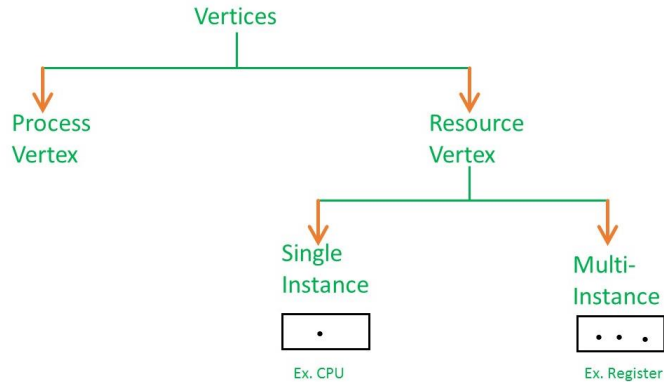 Vertices
Process
Vertex
Resource
Vertex
Single
Instance
Multi-
Instance
Ex. CPU
Ex. Register